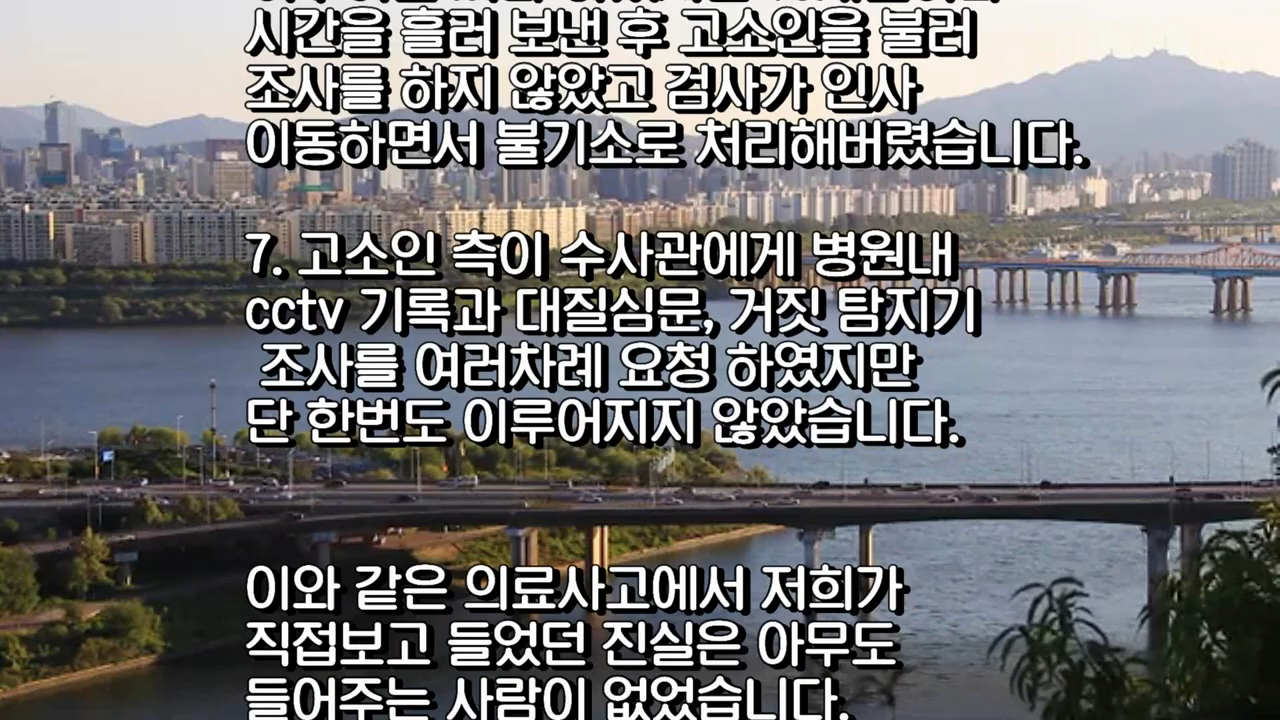 시간을 흘러 보낸 후 고소인을 불러
조사를 하지 않았고 검사가 인사
이동하면서 불기소로 처리해버렸습니다.
7. 고소인 측이 수사관에게 병원내
cctv 기록과 대질심문, 거짓 탐지기
조사를 여러차례 요청 하였지만
단 한번도 이루어지지 않았습니다.
이와 같은 의료사고에서 저희가
직접보고 들었던 진실은 아무도
들어주는 사람이 없었습니다.